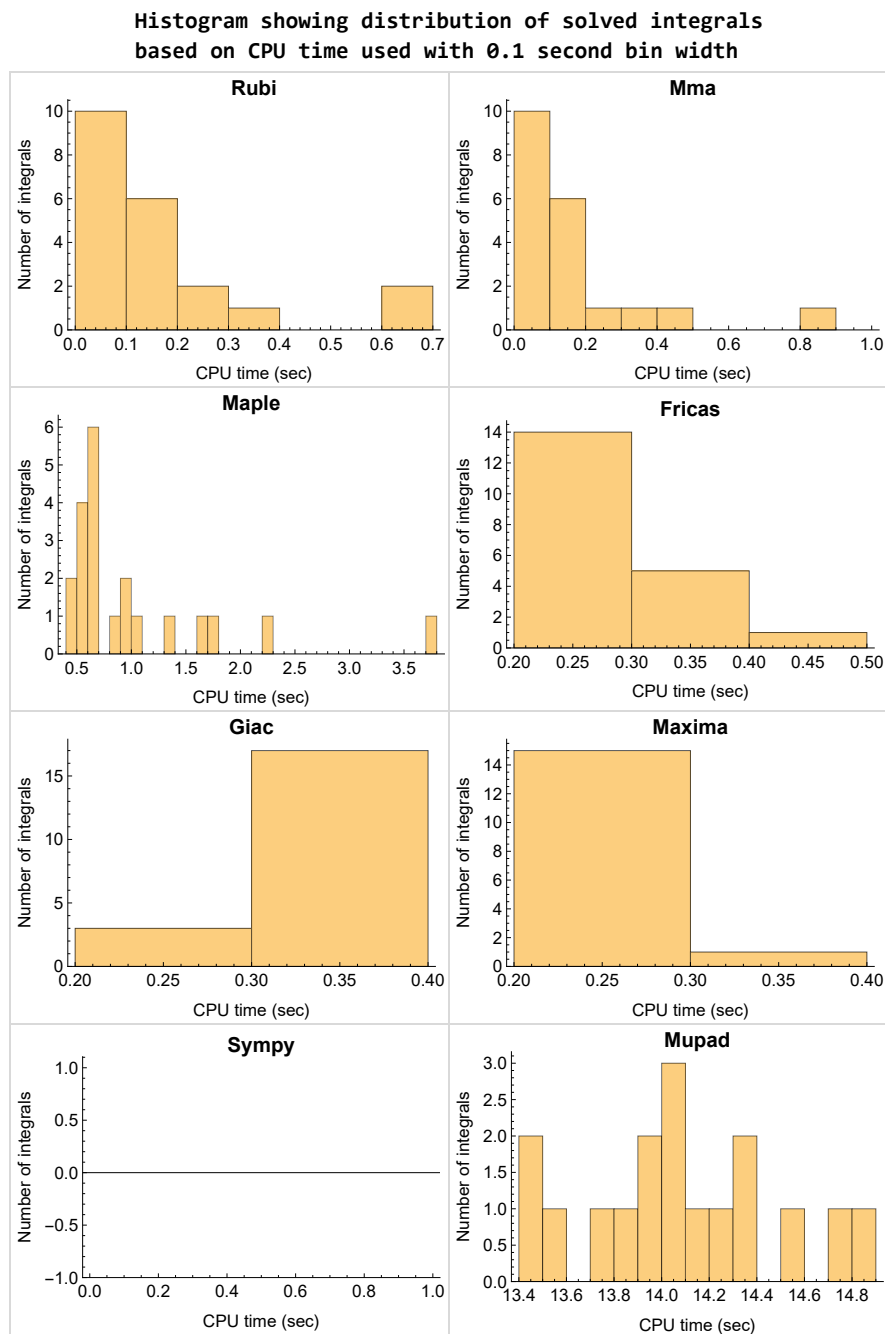 Histogram showing distribution of solved integrals
based on CPU time used with 0.1 second bin width
Rubi
Number of integrals
10
8
6
4
2
0
0.0 0.1 0.2 0.3 0.4 0.5 0.6 0.7
CPU time (sec)
Mma
Number of integrals
10
8
6
4
2
0
0.0 0.2 0.4 0.6 0.8 1.0
CPU time (sec)
Maple
Number of integrals
6
5
4
3
2
1
0
0.5 1.0 1.5 2.0 2.5 3.0 3.5
CPU time (sec)
Fricas
Number of integrals
14
12
10
8
6
4
2
0
0.20 0.25 0.30 0.35 0.40 0.45 0.50
CPU time (sec)
Giac
Number of integrals
15
10
5
0
0.20 0.25 0.30 0.35 0.40
CPU time (sec)
Maxima
Number of integrals
14
12
10
8
6
4
2
0
0.20 0.25 0.30 0.35 0.40
CPU time (sec)
Sympy
Number of integrals
1.0
0.5
0.0
−0.5
−1.0
0.0 0.2 0.4 0.6 0.8 1.0
CPU time (sec)
Mupad
Number of integrals
3.0
2.5
2.0
1.5
1.0
0.5
0.0
13.4 13.6 13.8 14.0 14.2 14.4 14.6 14.8
CPU time (sec)